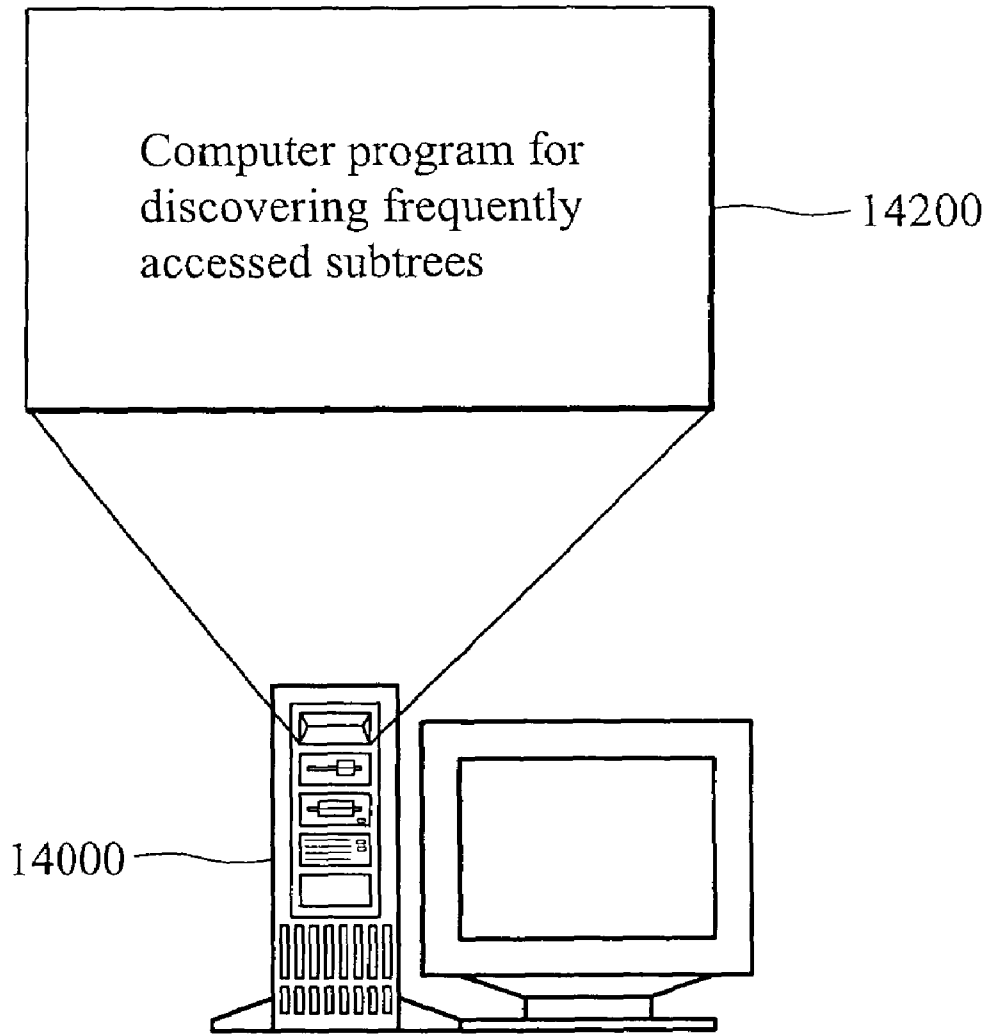 Computer program for
discovering frequently
accessed subtrees
14200
14000